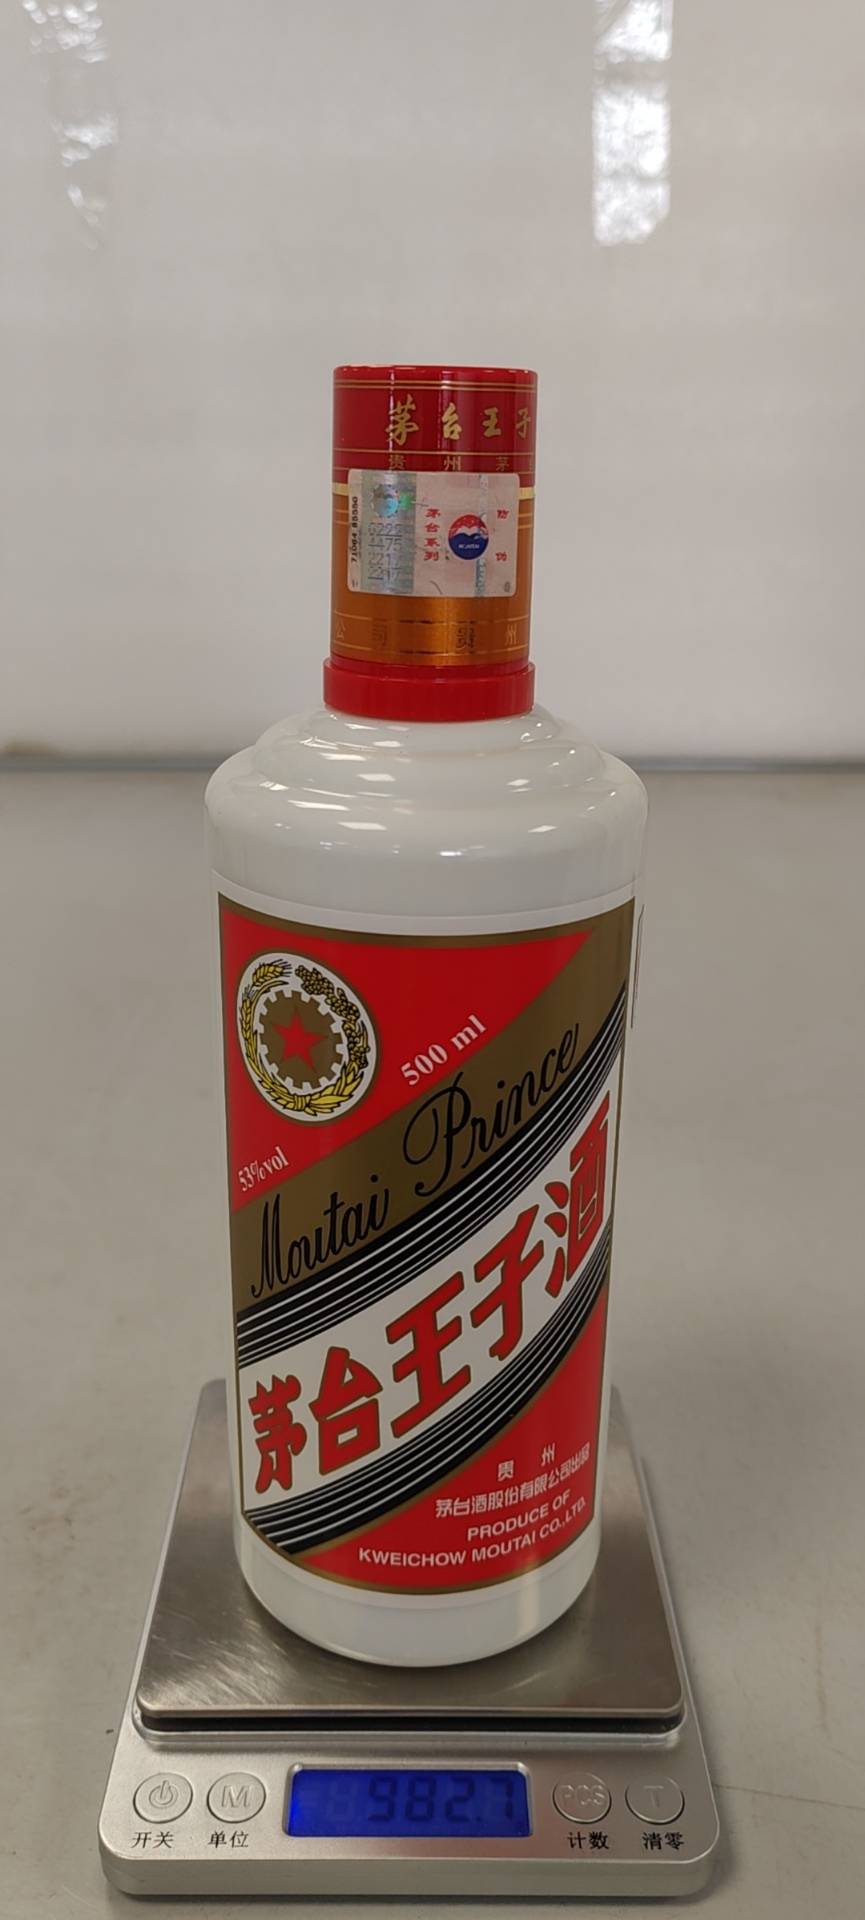 茅台王子
贵州茅
71064 85550
茅台系列
防伪
公司 贵州
500 ml
53%vol
Moutai Prince
茅台王子酒
贵州
茅台酒股份有限公司出品
PRODUCE OF
KWEICHOW MOUTAI CO.,LTD.
M
982.7
PCS
T
开关
单位
计数
清零